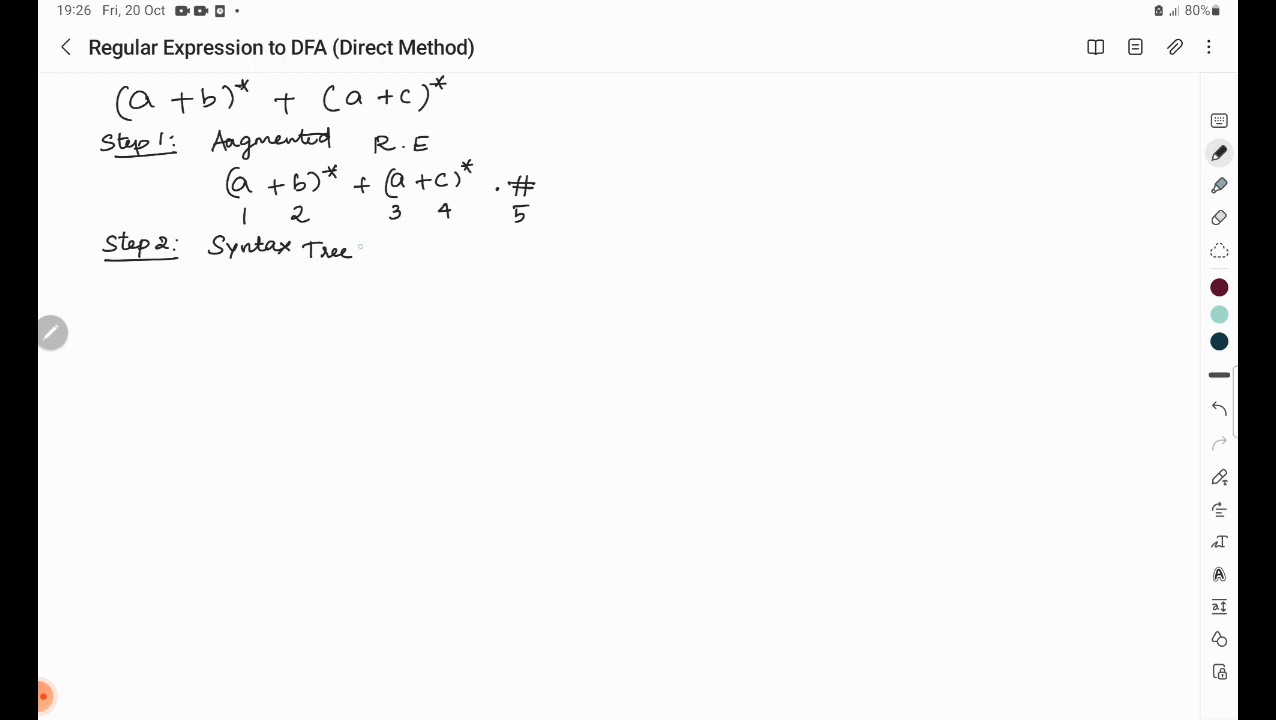 19:26 Fri, 20 Oct 80%
Regular Expression to DFA (Direct Method)
(a + b)* + (a + c)*
Step 1: Augmented R.E
(a + b)* + (a + c)* . #
1 2 3 4 5
Step 2: Syntax Tree